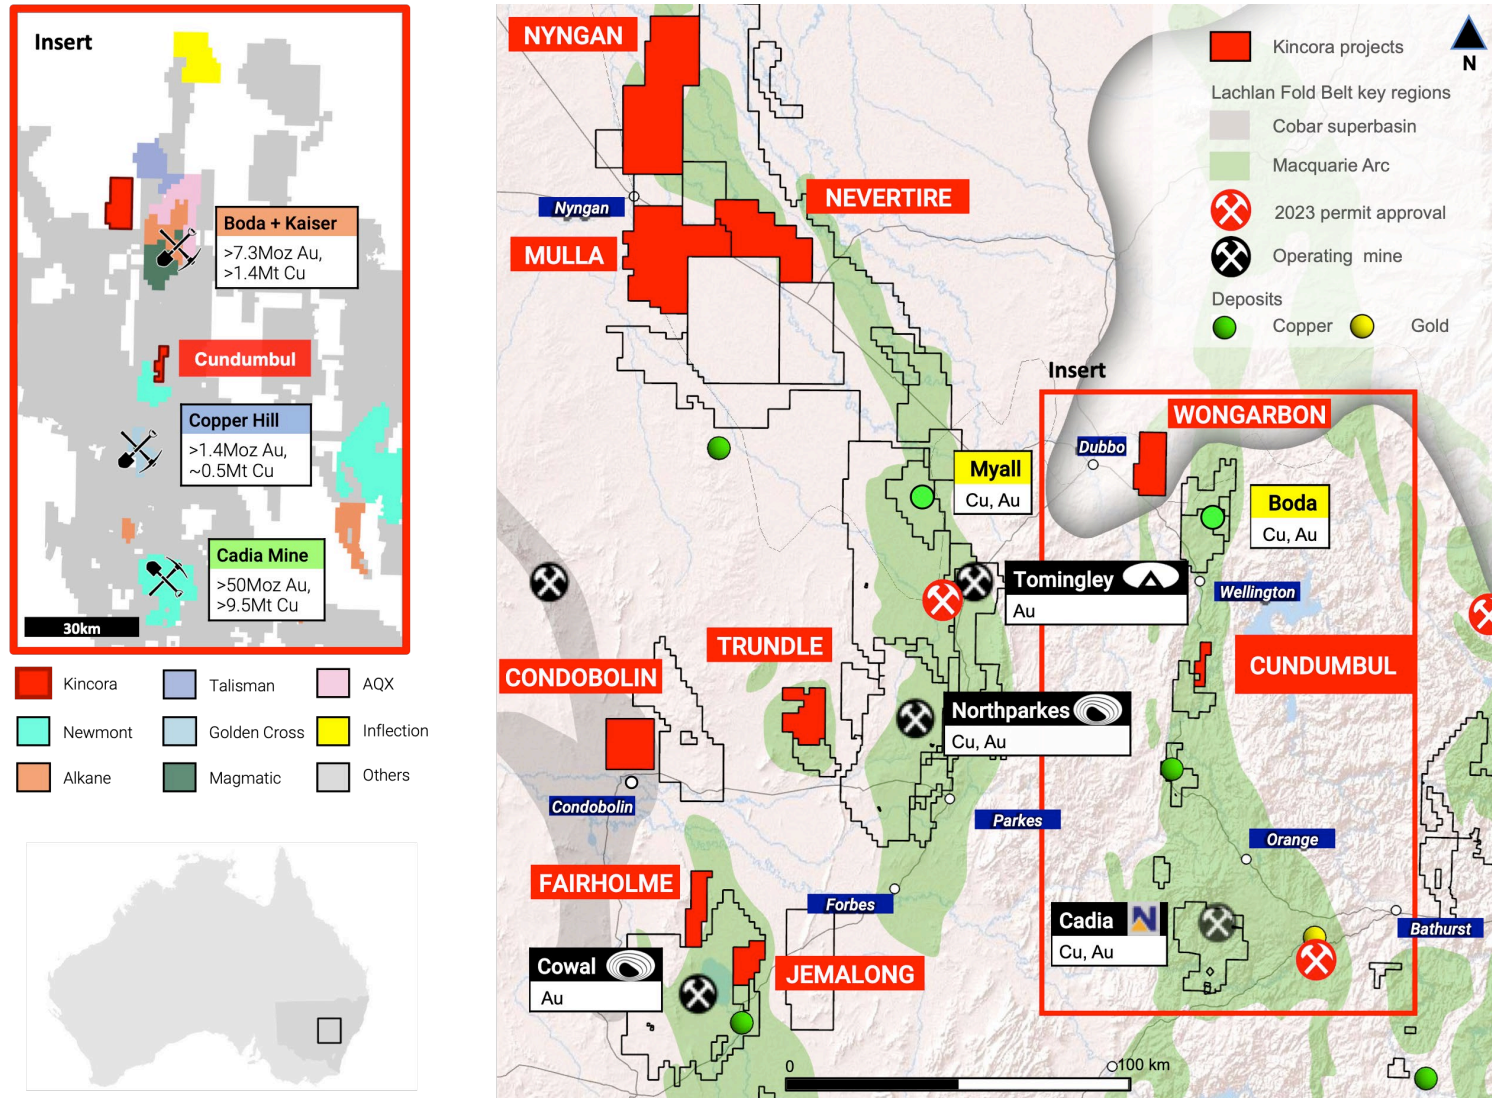 Insert
Boda + Kaiser
>7.3Moz Au,
>1.4Mt Cu
Cundumbul
Copper Hill
>1.4Moz Au,
~0.5Mt Cu
Cadia Mine
>50Moz Au,
>9.5Mt Cu
30km
Kincora
Talisman
AQX
Newmont
Golden Cross
Inflection
Alkane
Magmatic
Others
NYNGAN
Nyngan
NEVERTIRE
MULLA
Kincora projects
N
Lachlan Fold Belt key regions
Cobar superbasin
Macquarie Arc
2023 permit approval
Operating mine
Deposits
Copper
Gold
Insert
WONGARBON
Dubbo
Myall
Cu, Au
Boda
Cu, Au
Tomingley
Au
Wellington
TRUNDLE
CONDOBOLIN
CUNDUMBUL
Northparkes
Cu, Au
Condobolin
Parkes
Orange
FAIRHOLME
Forbes
Cadia
N
Cu, Au
Bathurst
Cowal
Au
JEMALONG
0
100 km